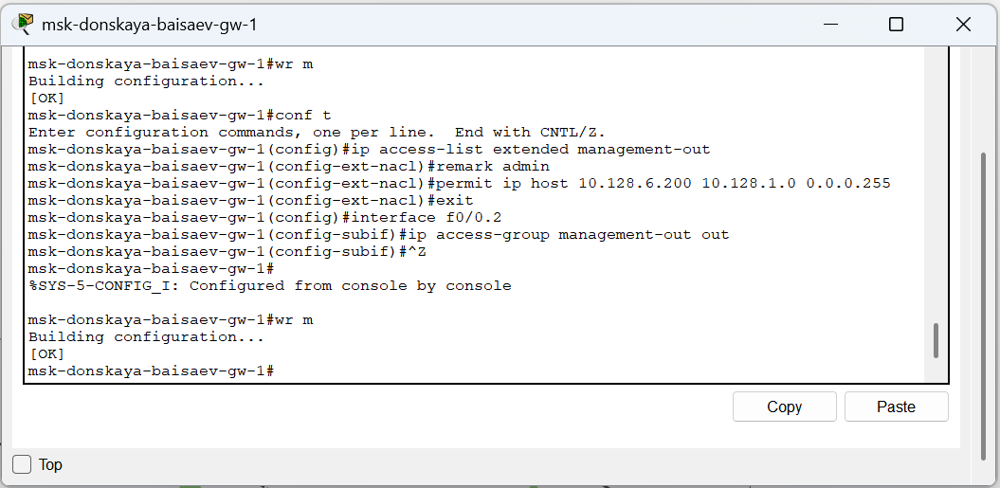 msk-donskaya-baisaev-gw-1
msk-donskaya-baisaev-gw-1#wr m
Building configuration...
[OK]
msk-donskaya-baisaev-gw-1#conf t
Enter configuration commands, one per line.  End with CNTL/Z.
msk-donskaya-baisaev-gw-1(config)#ip access-list extended management-out
msk-donskaya-baisaev-gw-1(config-ext-nacl)#remark admin
msk-donskaya-baisaev-gw-1(config-ext-nacl)#permit ip host 10.128.6.200 10.128.1.0 0.0.0.255
msk-donskaya-baisaev-gw-1(config-ext-nacl)#exit
msk-donskaya-baisaev-gw-1(config)#interface f0/0.2
msk-donskaya-baisaev-gw-1(config-subif)#ip access-group management-out out
msk-donskaya-baisaev-gw-1(config-subif)#^Z
msk-donskaya-baisaev-gw-1#
%SYS-5-CONFIG_I: Configured from console by console
msk-donskaya-baisaev-gw-1#wr m
Building configuration...
[OK]
msk-donskaya-baisaev-gw-1#
Copy Paste
Top